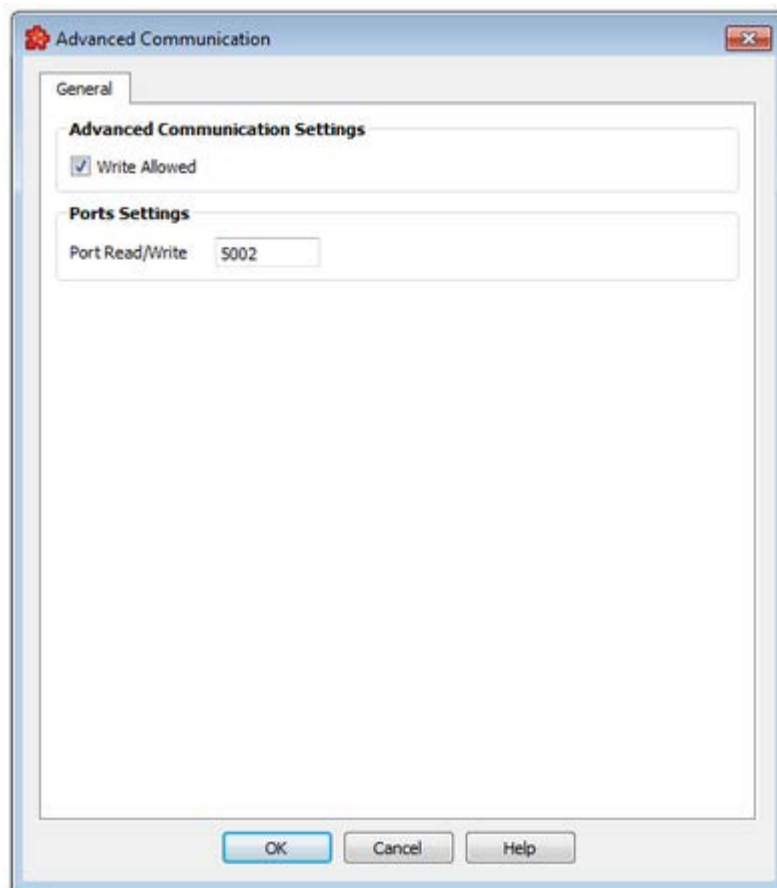 Advanced Communication
General
Advanced Communication Settings
Write Allowed
Ports Settings
Port Read/Write 5002
OK Cancel Help